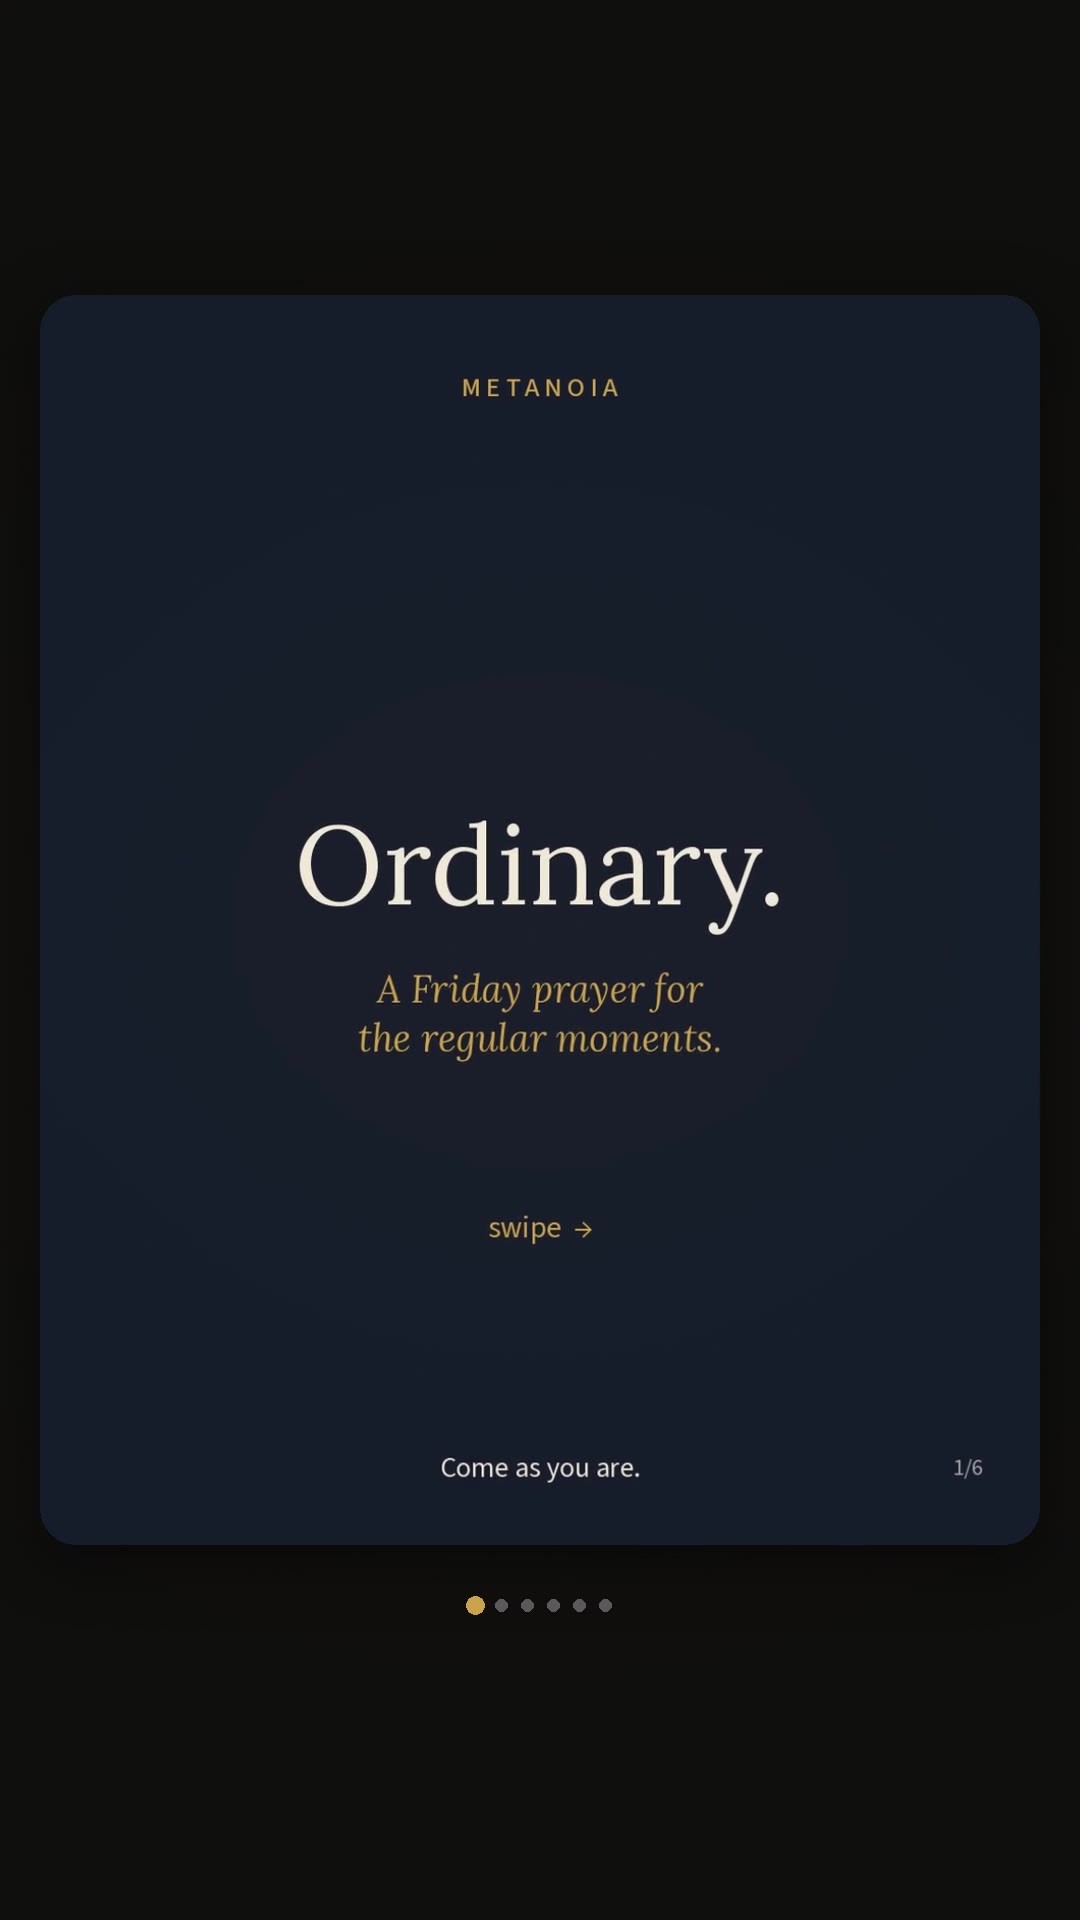 METANOIA
Ordinary.
A Friday prayer for
the regular moments.
swipe →
Come as you are.
1/6